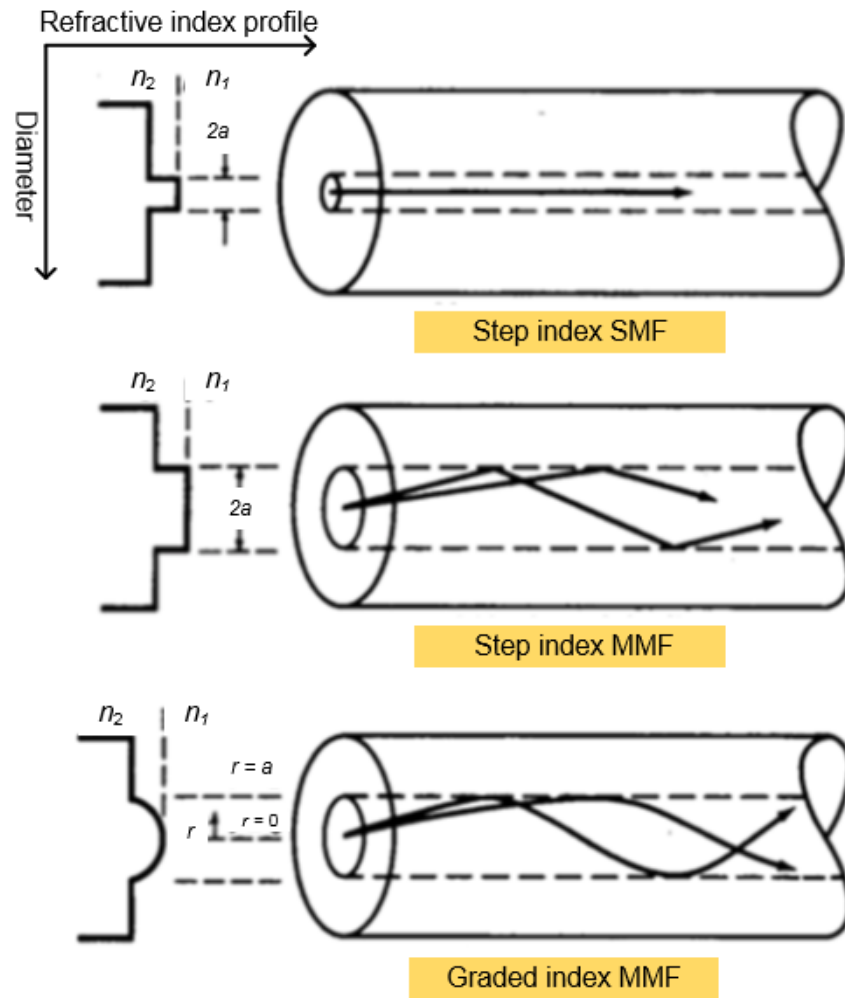 Refractive index profile
n₂ n₁
2a
Diameter
Step index SMF
n₂ n₁
2a
Step index MMF
n₂ n₁
r = a
r r = 0
Graded index MMF